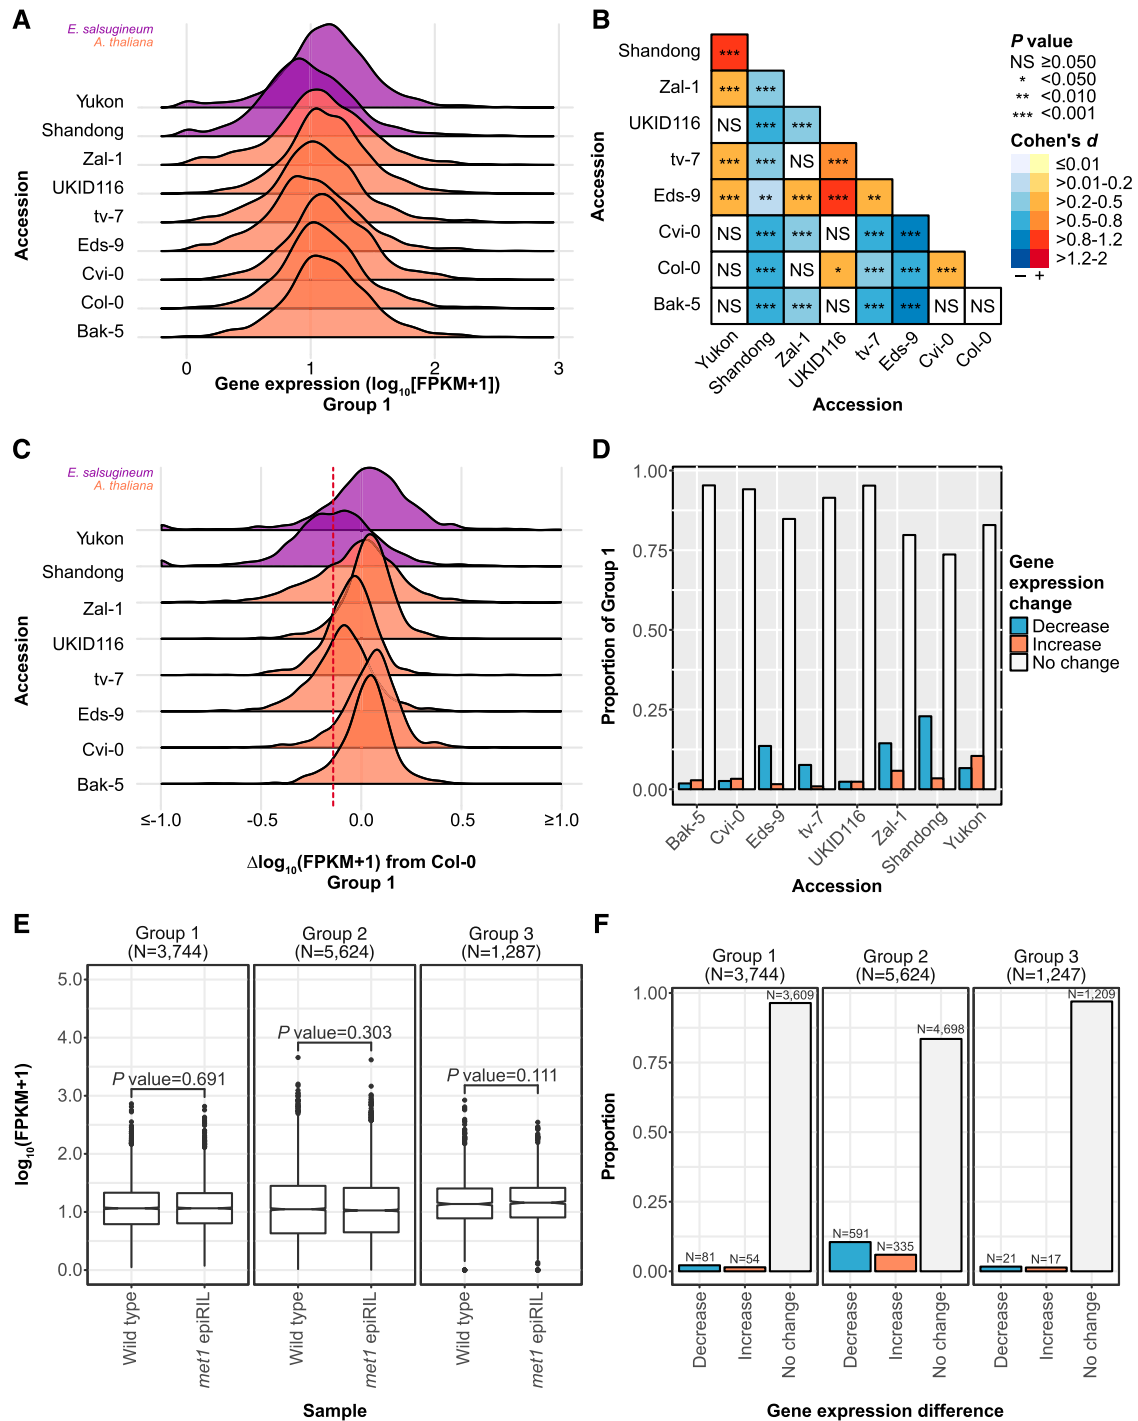 A
E. salsugineum
A. thaliana
Yukon
Shandong
Zal-1
UKID116
tv-7
Eds-9
Cvi-0
Col-0
Bak-5
Accession
0 1 2 3
Gene expression (log10[FPKM+1])
Group 1
B
Shandong ***
Zal-1 *** ***
UKID116 NS *** ***
tv-7 *** *** NS ***
Eds-9 *** ** *** *** **
Cvi-0 NS *** *** NS *** ***
Col-0 NS *** NS * *** *** ***
Bak-5 NS *** *** NS *** *** NS NS
Yukon Shandong Zal-1 UKID116 tv-7 Eds-9 Cvi-0 Col-0
Accession
Accession
P value
NS ≥0.050
* <0.050
** <0.010
*** <0.001
Cohen's d
≤0.01
>0.01-0.2
>0.2-0.5
>0.5-0.8
>0.8-1.2
>1.2-2
− +
C
E. salsugineum
A. thaliana
Yukon
Shandong
Zal-1
UKID116
tv-7
Eds-9
Cvi-0
Bak-5
Accession
≤-1.0 -0.5 0.0 0.5 ≥1.0
Δlog10(FPKM+1) from Col-0
Group 1
D
1.00
0.75
0.50
0.25
0.00
Proportion of Group 1
Bak-5 Cvi-0 Eds-9 tv-7 UKID116 Zal-1 Shandong Yukon
Accession
Gene
expression
change
Decrease
Increase
No change
E
Group 1 Group 2 Group 3
(N=3,744) (N=5,624) (N=1,287)
5.0
4.0
3.0
2.0
1.0
0.0
log10(FPKM+1)
P value=0.691
P value=0.303
P value=0.111
Wild type met1 epiRIL Wild type met1 epiRIL Wild type met1 epiRIL
Sample
F
Group 1 Group 2 Group 3
(N=3,744) (N=5,624) (N=1,247)
1.00
0.75
0.50
0.25
0.00
Proportion
N=81 N=54 N=3,609
N=591 N=335 N=4,698
N=21 N=17 N=1,209
Decrease Increase No change Decrease Increase No change Decrease Increase No change
Gene expression difference